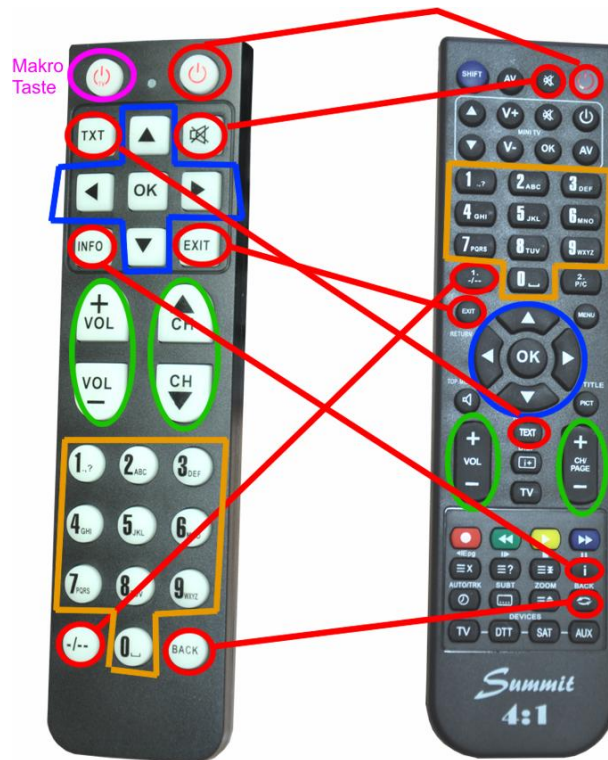 Makro
Taste
TXT
OK
INFO
EXIT
+
VOL
CH
VOL
−
CH
1.,?
2ABC
3DEF
4GHI
5JKL
7PQRS
9WXYZ
-/--
0
BACK
SHIFT
AV
V+
MINI TV
V-
OK
AV
1.,?
2ABC
3DEF
4GHI
5JKL
6MNO
7PQRS
8TUV
9WXYZ
1.
-/--
0
2.
P/C
EXIT
MENU
RETURN
OK
TITLE
PICT
TEXT
+
VOL
−
i+
+
CH/
PAGE
−
TV
X
?
i
AUTO/TRK
SUBT
ZOOM
BACK
DEVICES
TV
DTT
SAT
AUX
Summit
4:1